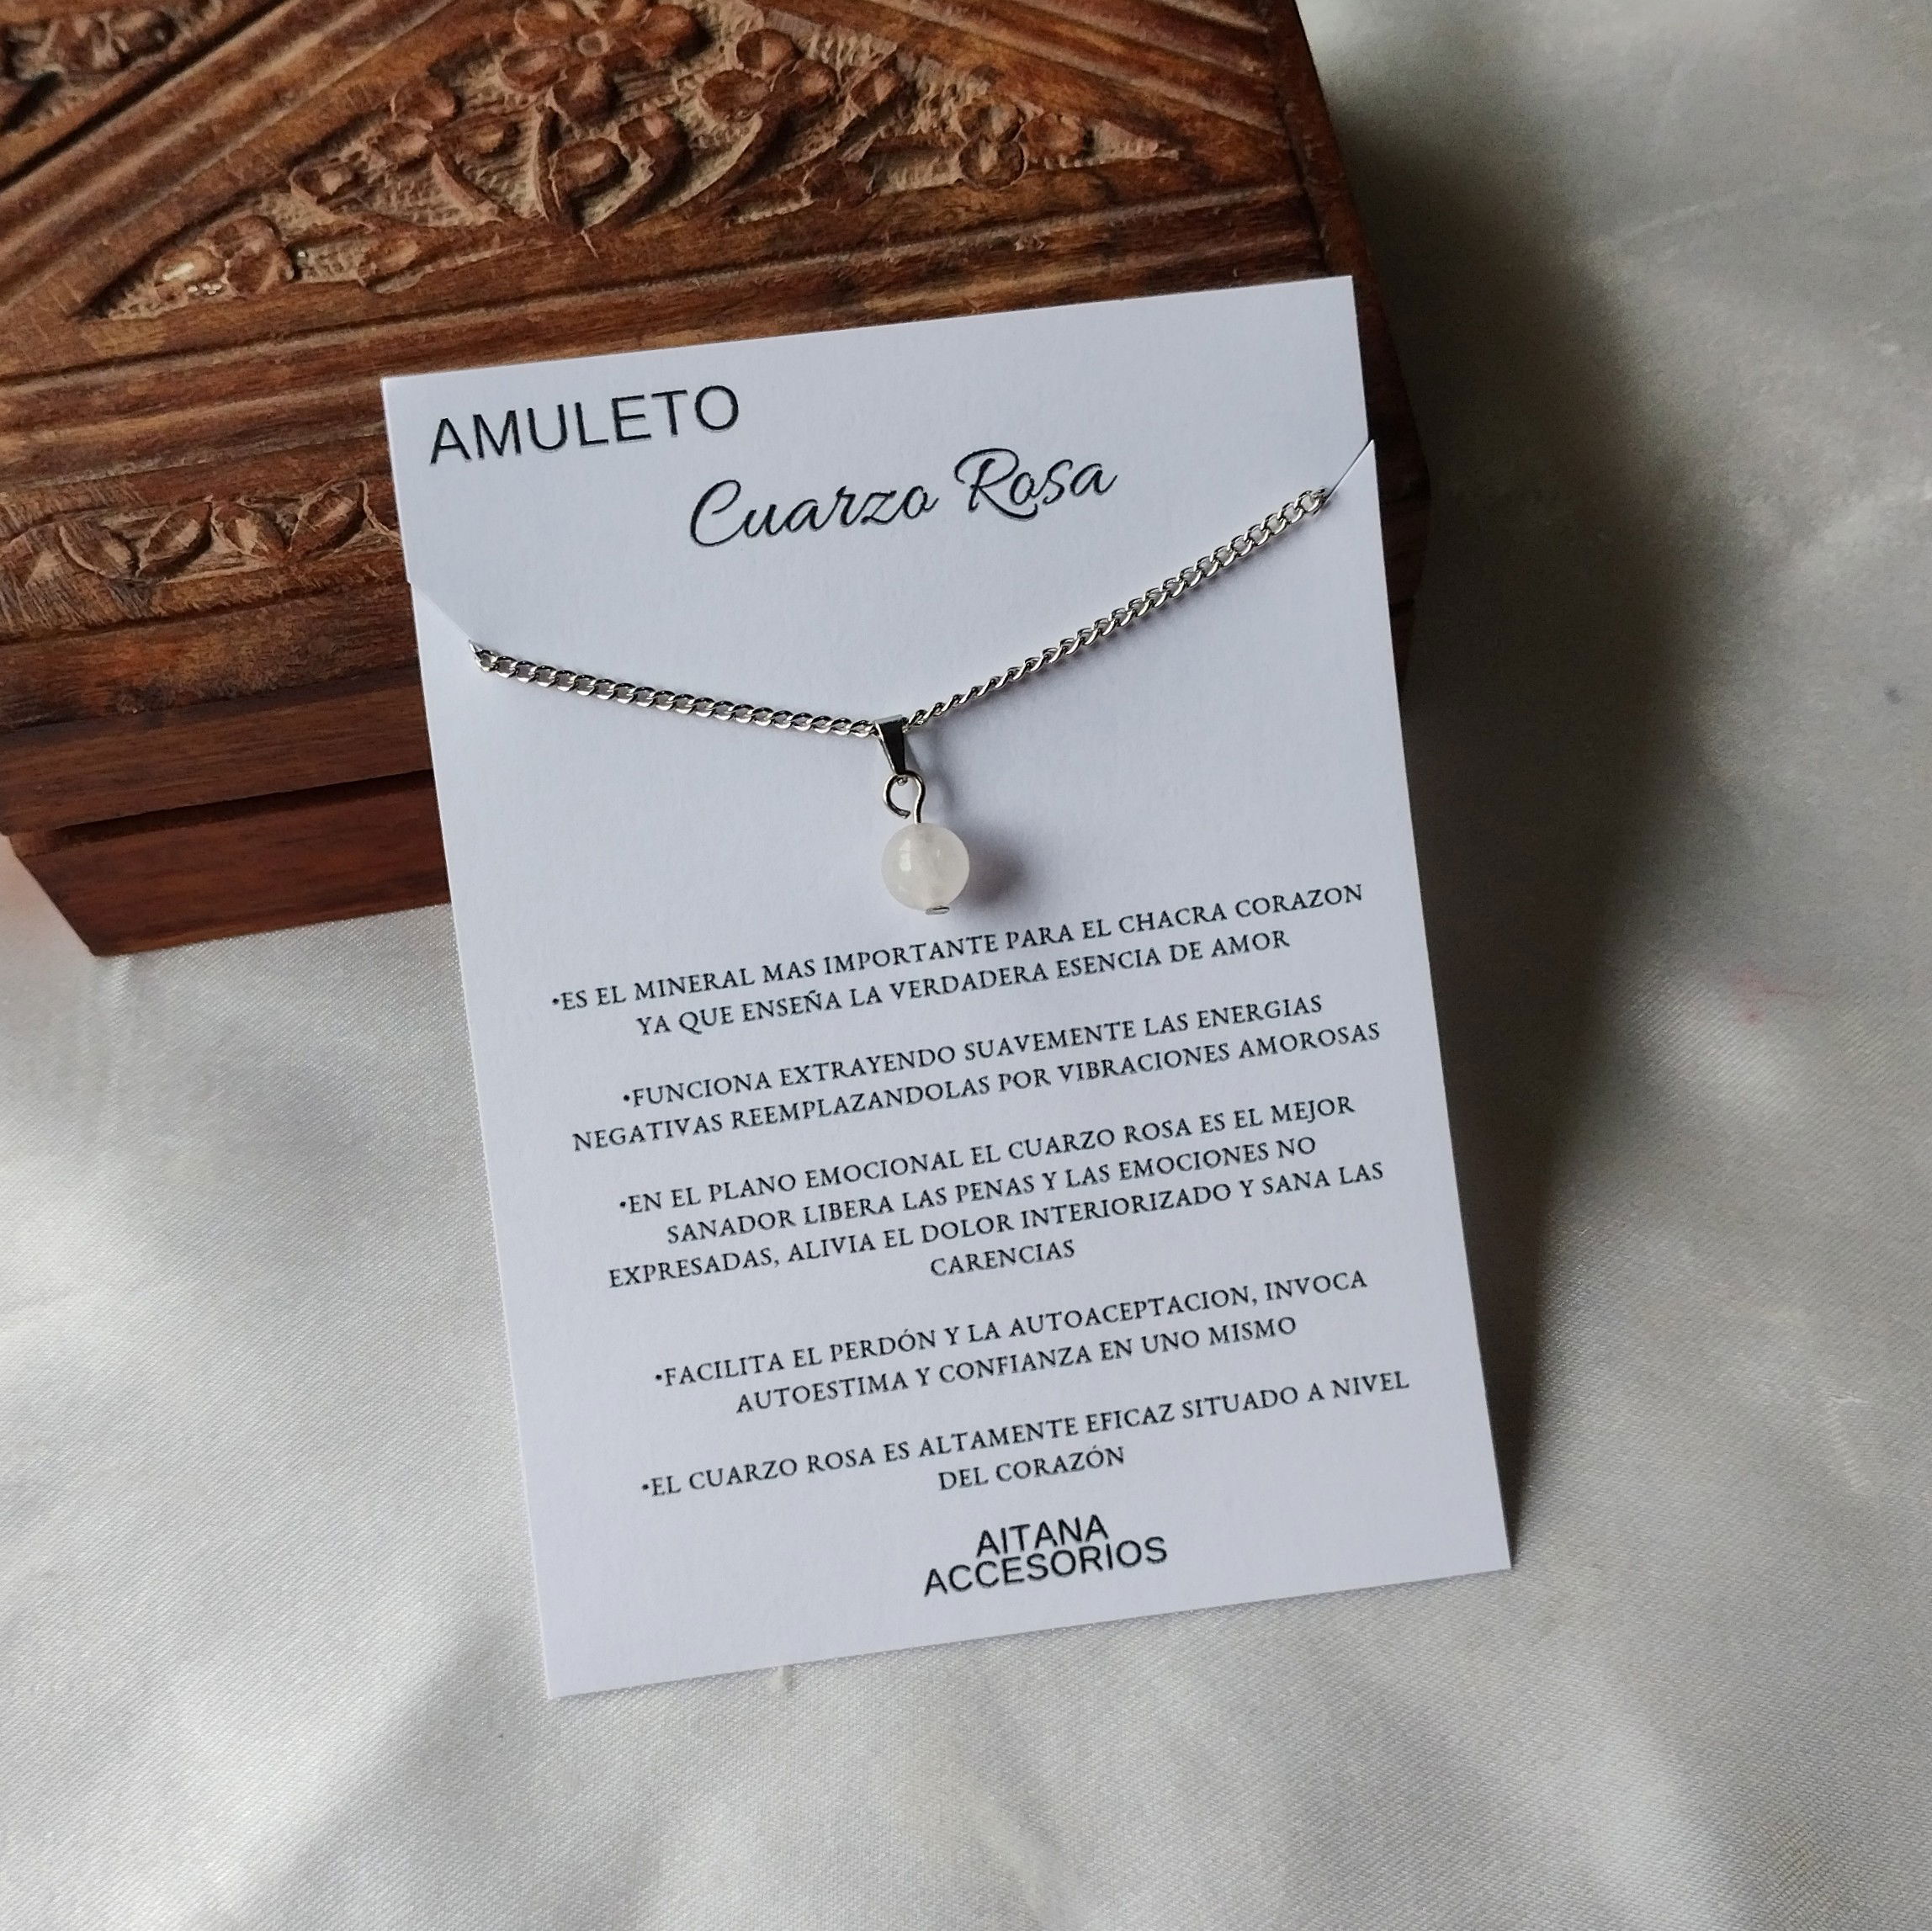 AMULETO
Cuarzo Rosa
•ES EL MINERAL MAS IMPORTANTE PARA EL CHACRA CORAZON
YA QUE ENSEÑA LA VERDADERA ESENCIA DE AMOR
•FUNCIONA EXTRAYENDO SUAVEMENTE LAS ENERGIAS
NEGATIVAS REEMPLAZANDOLAS POR VIBRACIONES AMOROSAS
•EN EL PLANO EMOCIONAL EL CUARZO ROSA ES EL MEJOR
SANADOR LIBERA LAS PENAS Y LAS EMOCIONES NO
EXPRESADAS, ALIVIA EL DOLOR INTERIORIZADO Y SANA LAS
CARENCIAS
•FACILITA EL PERDÓN Y LA AUTOACEPTACION, INVOCA
AUTOESTIMA Y CONFIANZA EN UNO MISMO
•EL CUARZO ROSA ES ALTAMENTE EFICAZ SITUADO A NIVEL
DEL CORAZÓN
AITANA
ACCESORIOS